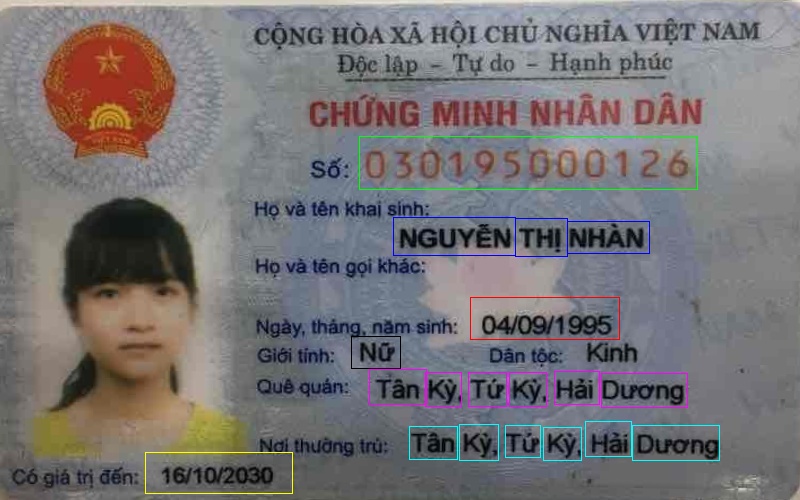 CỘNG HÒA XÃ HỘI CHỦ NGHĨA VIỆT NAM
Độc lập - Tự do - Hạnh phúc
CHỨNG MINH NHÂN DÂN
Số: 030195000126
Họ và tên khai sinh:
NGUYỄN THỊ NHÀN
Họ và tên gọi khác:
Ngày, tháng, năm sinh: 04/09/1995
Giới tính: Nữ Dân tộc: Kinh
Quê quán: Tân Kỳ, Tứ Kỳ, Hải Dương
Nơi thường trú: Tân Kỳ, Tứ Kỳ, Hải Dương
Có giá trị đến: 16/10/2030